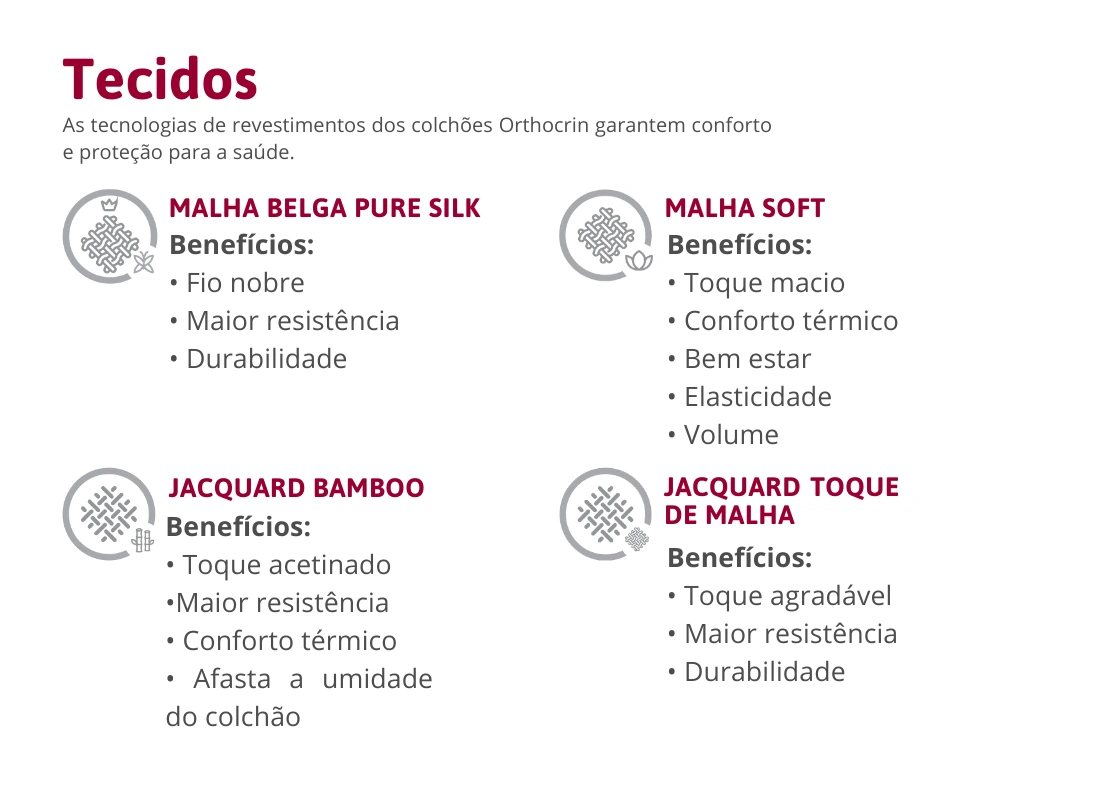 Tecidos
As tecnologias de revestimentos dos colchões Orthocrin garantem conforto
e proteção para a saúde.
MALHA BELGA PURE SILK
Benefícios:
• Fio nobre
• Maior resistência
• Durabilidade
MALHA SOFT
Benefícios:
• Toque macio
• Conforto térmico
• Bem estar
• Elasticidade
• Volume
JACQUARD BAMBOO
Benefícios:
• Toque acetinado
•Maior resistência
• Conforto térmico
• Afasta a umidade
do colchão
JACQUARD TOQUE
DE MALHA
Benefícios:
• Toque agradável
• Maior resistência
• Durabilidade